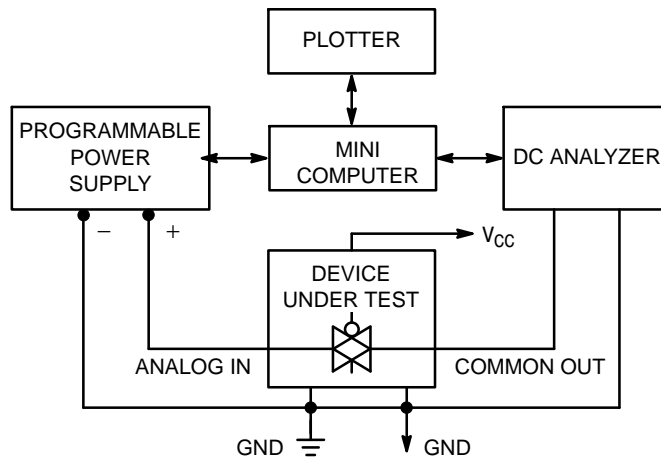 PLOTTER
PROGRAMMABLE
POWER
SUPPLY
MINI
COMPUTER
DC ANALYZER
– +
VCC
DEVICE
UNDER TEST
ANALOG IN
COMMON OUT
GND
GND